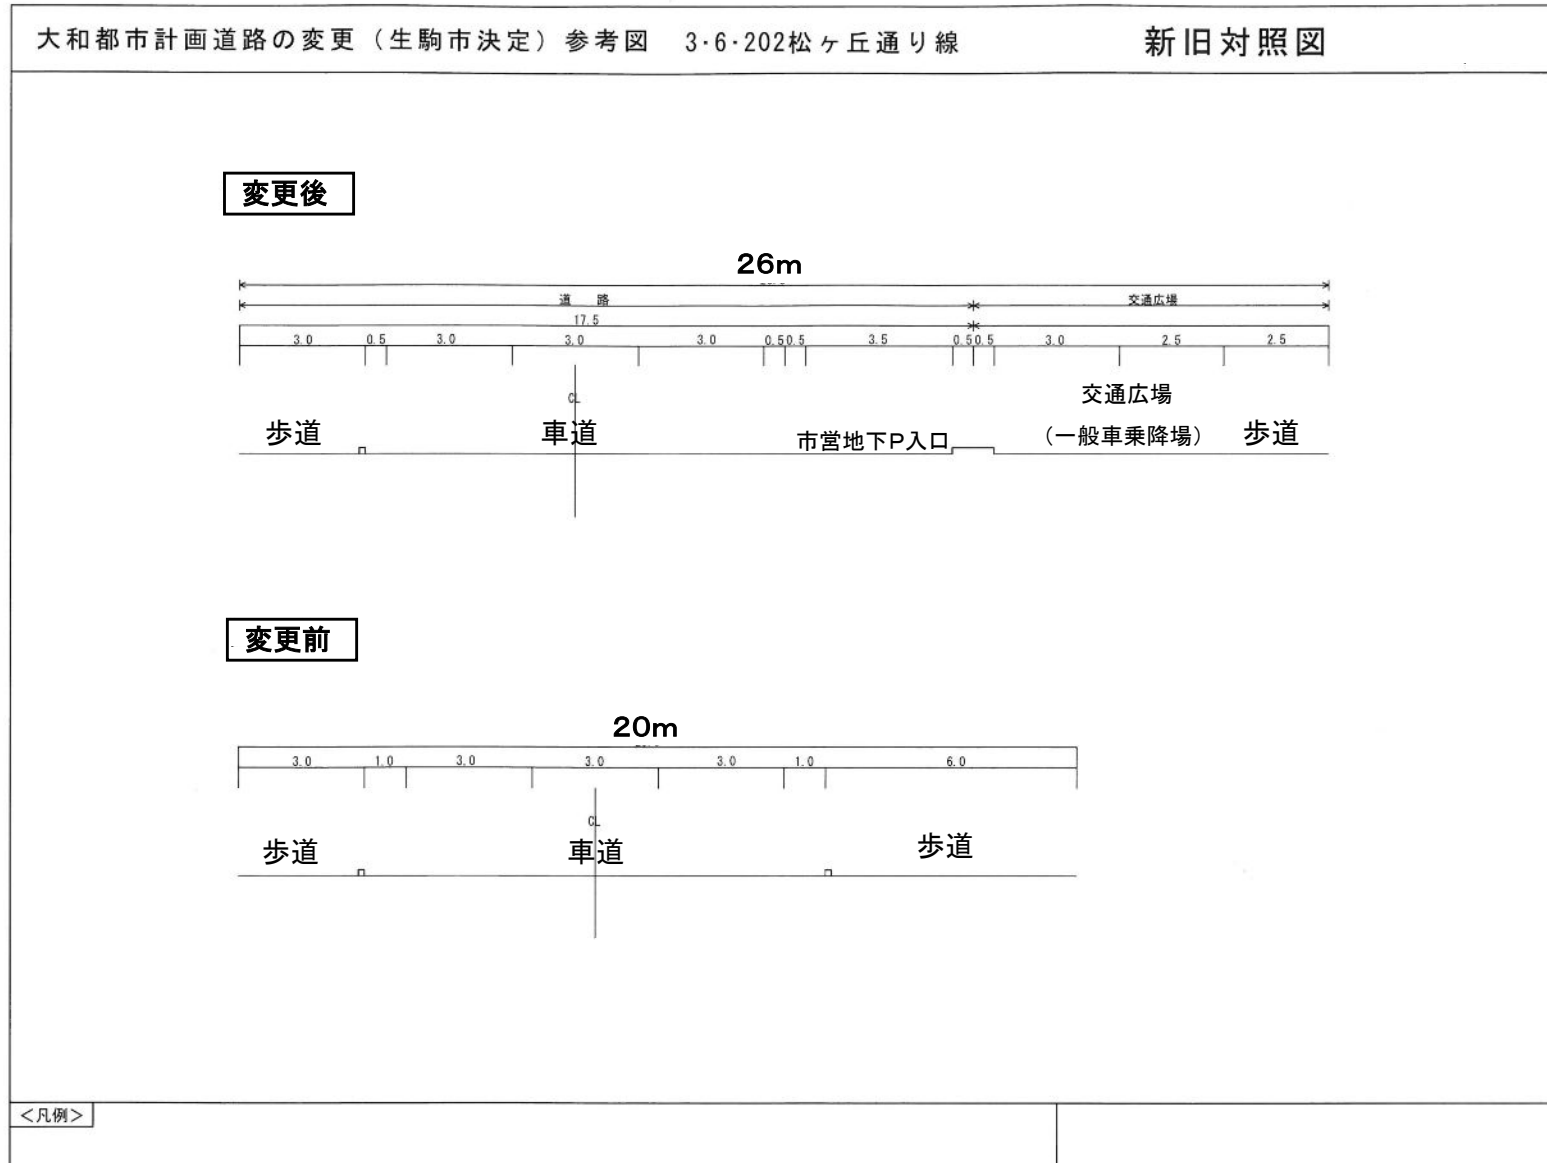 大和都市計画道路の変更（生駒市決定）参考図　3・6・202松ヶ丘通り線　新旧対照図
変更後
26m
道　路　交通広場
17.5
3.0 0.5 3.0 3.0 3.0 0.5 0.5 3.5 0.5 0.5 3.0 2.5 2.5
CL
交通広場
歩道 車道 市営地下P入口 （一般車乗降場） 歩道
変更前
20m
3.0 1.0 3.0 3.0 3.0 1.0 6.0
CL
歩道 車道 歩道
＜凡例＞